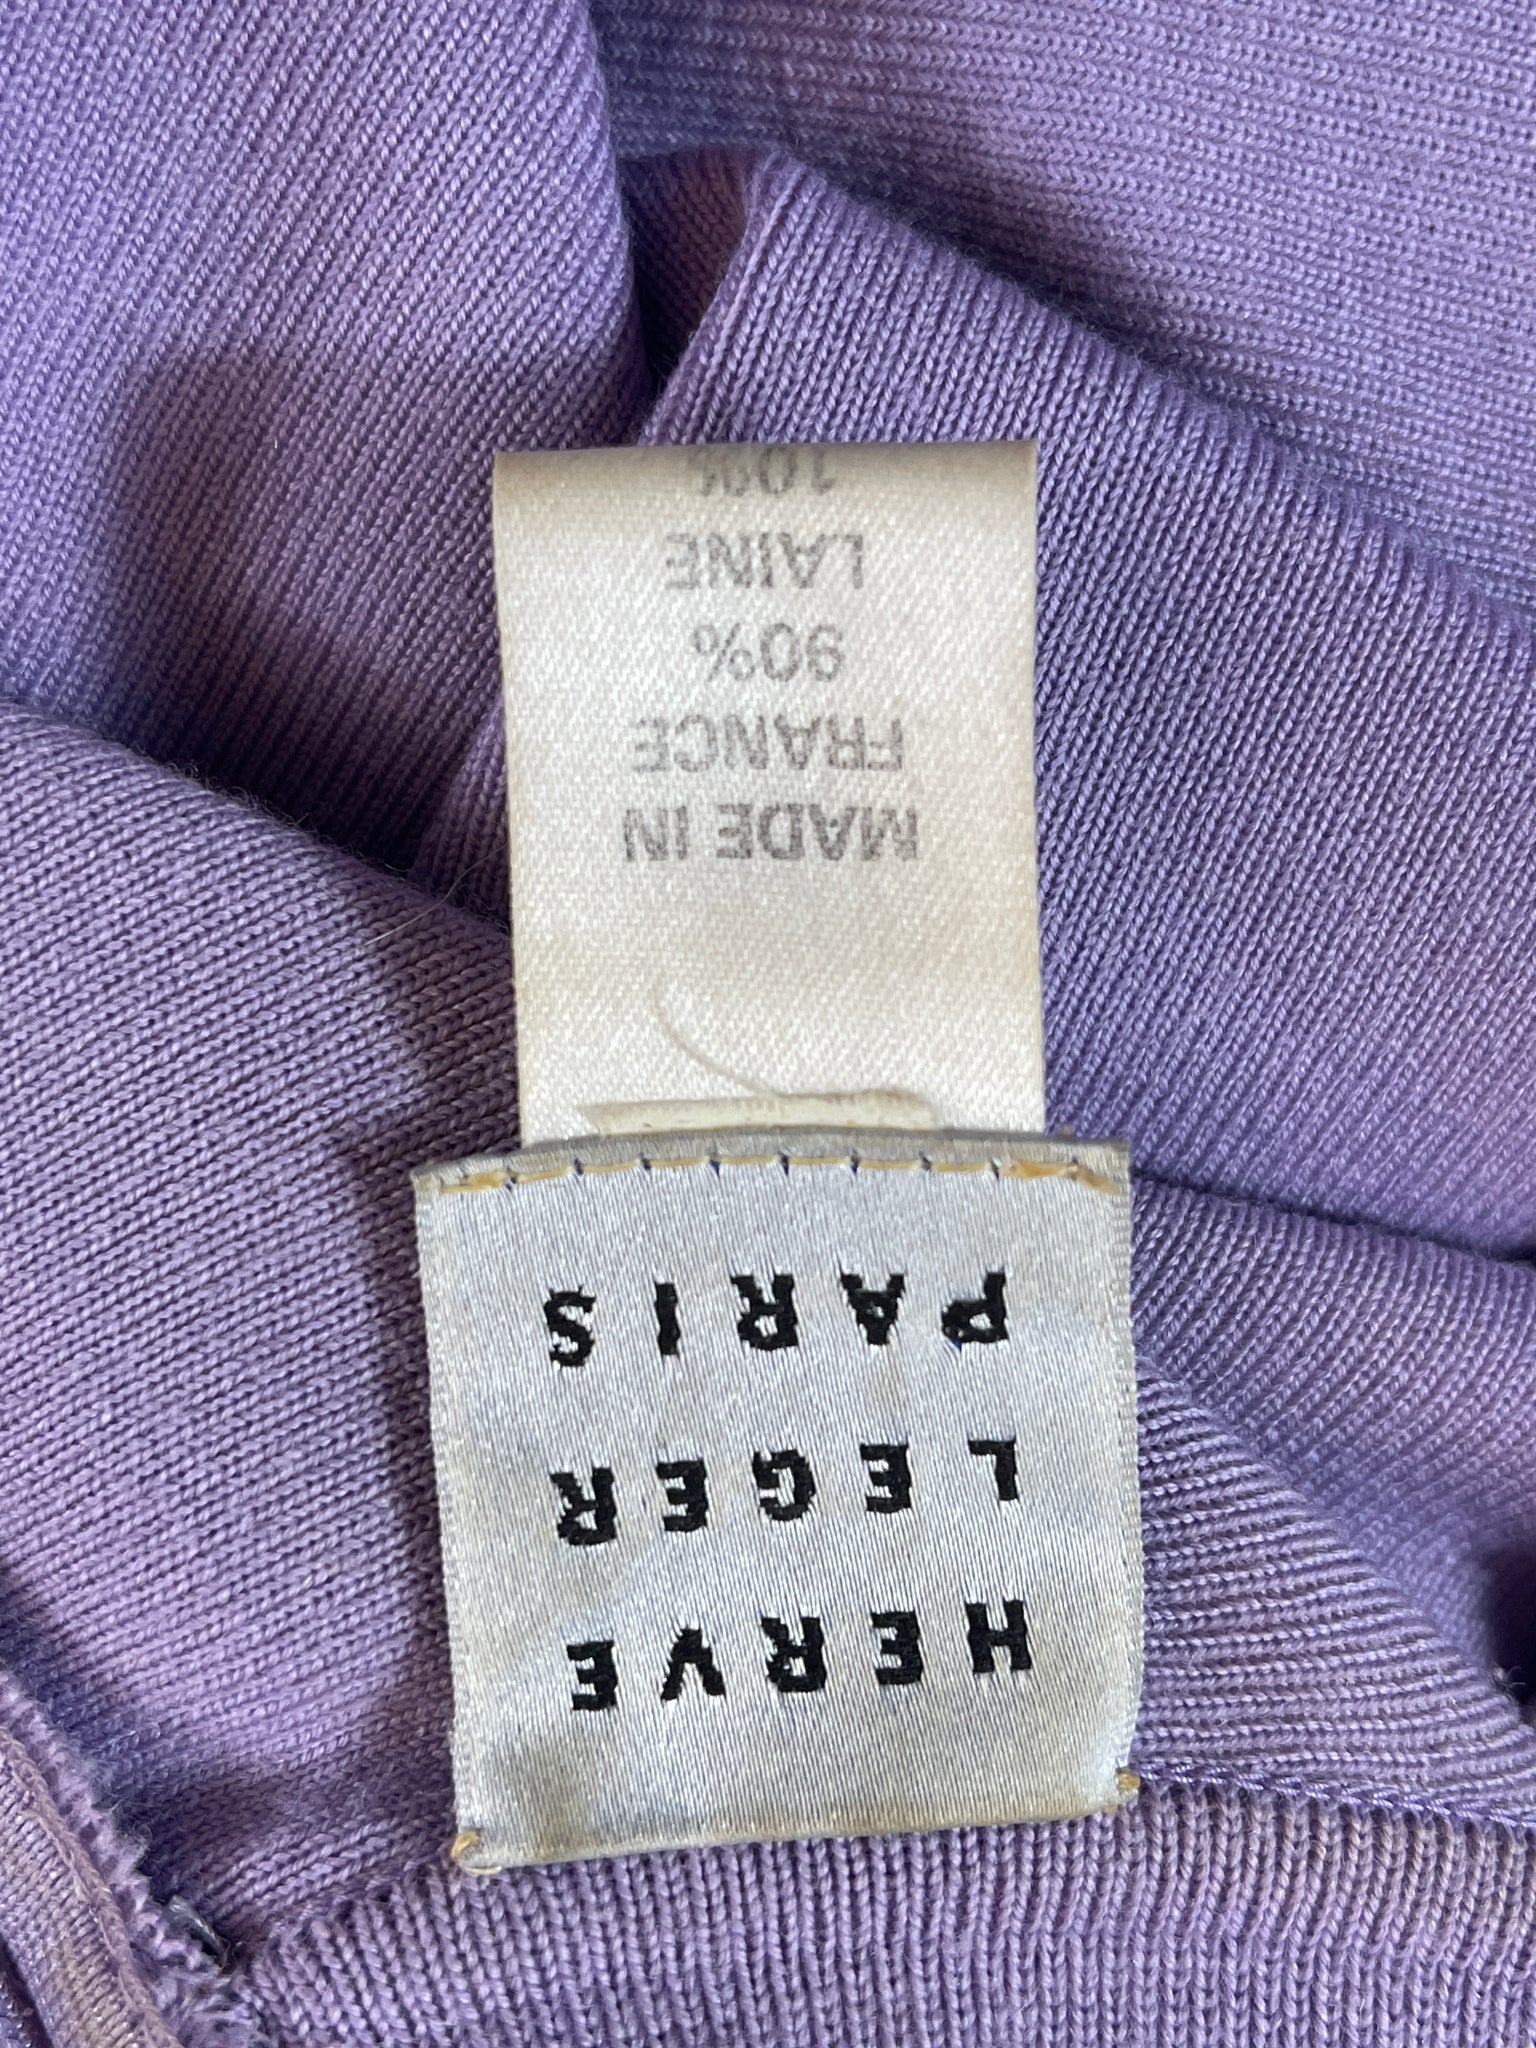 HERVE
LEGER
PARIS
MADE IN
FRANCE
90%
LAINE
10%